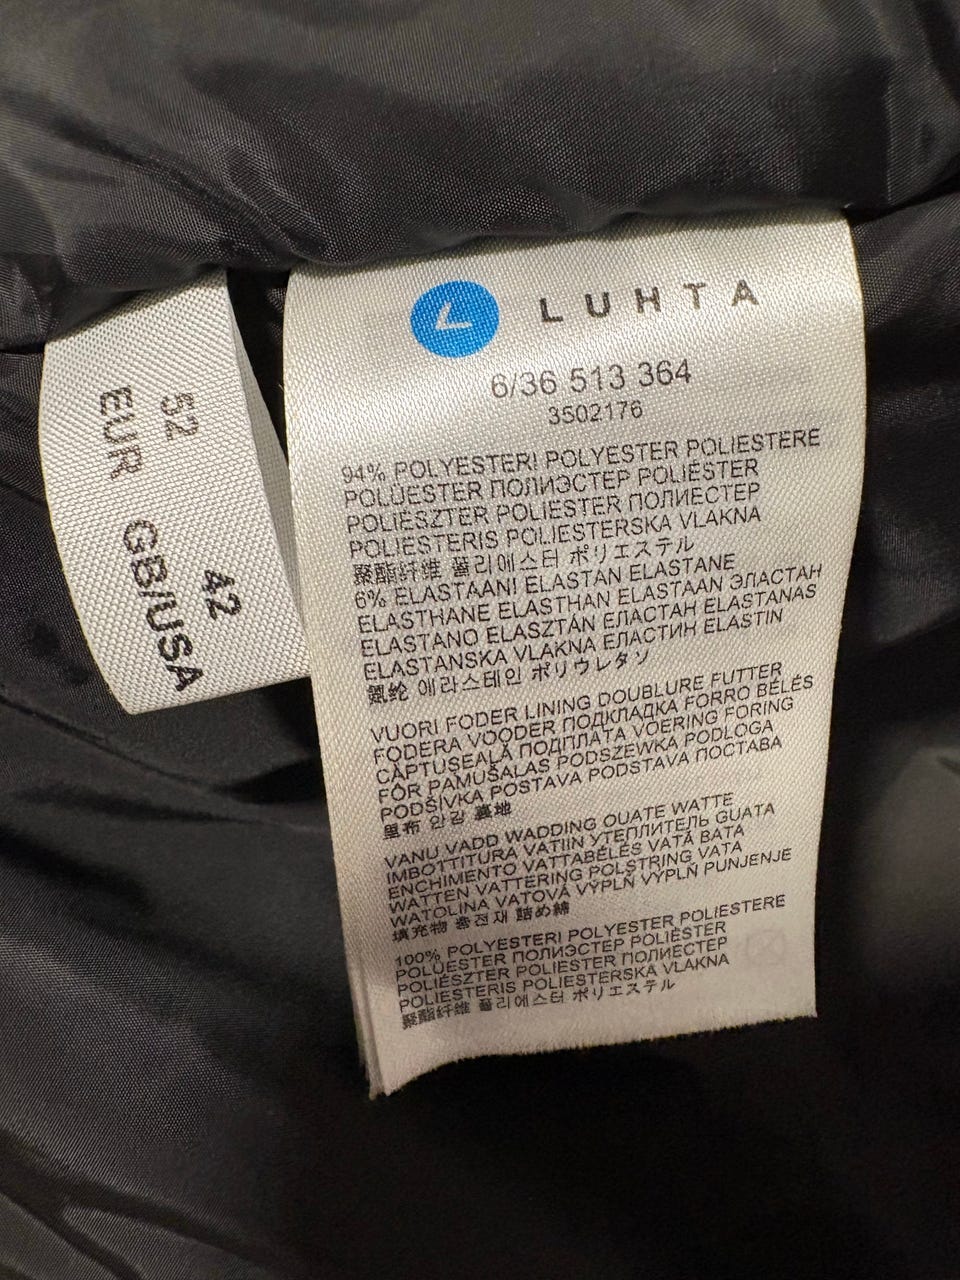 52
EUR
42
GB/USA
L LUHTA
6/36 513 364
3502176
94% POLYESTERI POLYESTER POLIESTERE
POLÜESTER ПОЛИЭСТЕР POLIÉSTER
POLIÉSZTER POLIESTER ПОЛИЕСТЕР
POLIESTERIS POLIESTERSKA VLAKNA
聚酯纤维 폴리에스터 ポリエステル
6% ELASTAANI ELASTAN ELASTANE
ELASTHANE ELASTHAN ELASTAAN ЭЛАСТАН
ELASTANO ELASZTÁN ЕЛАСТАН ELASTANAS
ELASTANSKA VLAKNA ЕЛАСТИН ELASTIN
氨纶 에라스테인 ポリウレタソ
VUORI FODER LINING DOUBLURE FUTTER
FODERA VOODER ПОДКЛАДКА FORRO BÉLÉS
CĂPTUŞEALĂ ПОДПЛАТА VOERING FORING
FÓR PAMUŠALAS PODSZEWKA PODLOGA
PODŠÍVKA POSTAVA PODSTAVA ПОСТАВА
里布 안감 裏地
VANU VADD WADDING OUATE WATTE
IMBOTTITURA VATIIN УТЕПЛИТЕЛЬ GUATA
ENCHIMENTO VATTABÉLÉS VATĂ ВАТА
WATTEN VATTERING POLSTRING VATA
WATOLINA VATOVÁ VÝPLŇ VÝPLŇ PUNJENJE
填充物 충전재 詰め綿
100% POLYESTERI POLYESTER POLIESTERE
POLÜESTER ПОЛИЭСТЕР POLIÉSTER
POLIÉSZTER POLIESTER ПОЛИЕСТЕР
POLIESTERIS POLIESTERSKA VLAKNA
聚酯纤维 폴리에스터 ポリエステル